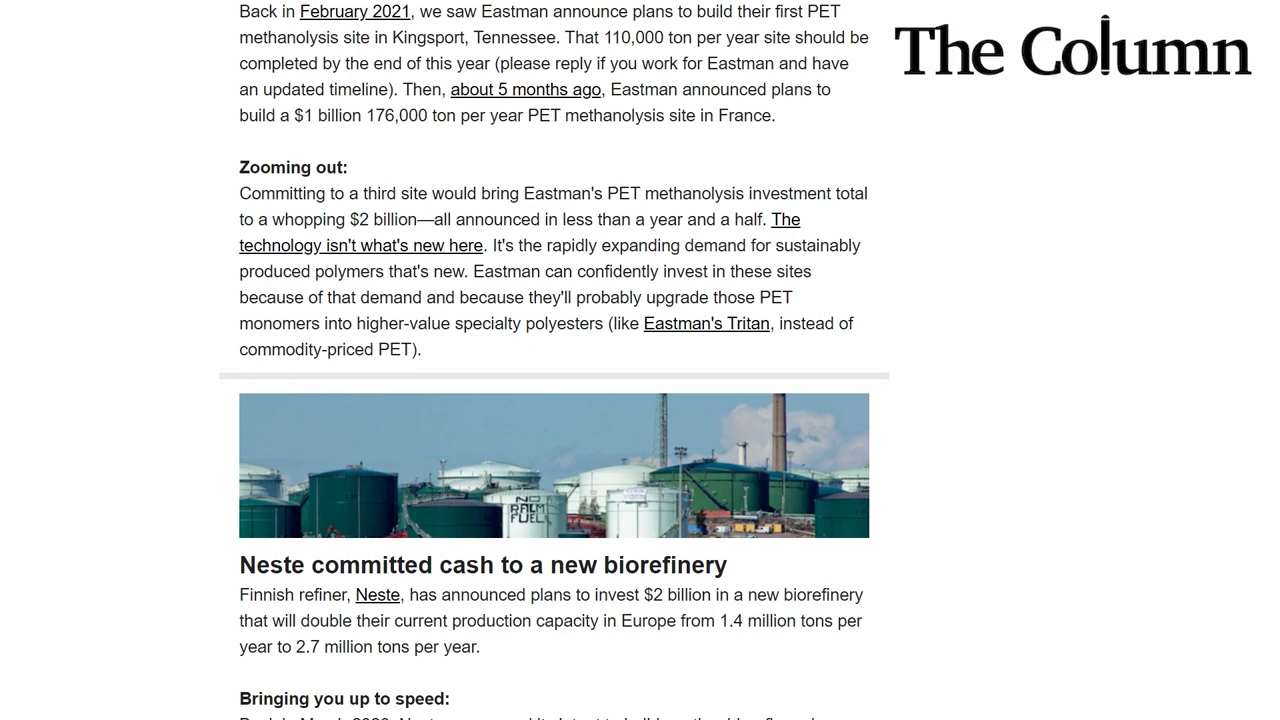 Back in February 2021, we saw Eastman announce plans to build their first PET
methanolysis site in Kingsport, Tennessee. That 110,000 ton per year site should be
completed by the end of this year (please reply if you work for Eastman and have
an updated timeline). Then, about 5 months ago, Eastman announced plans to
build a $1 billion 176,000 ton per year PET methanolysis site in France.
The Column
Zooming out:
Committing to a third site would bring Eastman's PET methanolysis investment total
to a whopping $2 billion—all announced in less than a year and a half. The
technology isn't what's new here. It's the rapidly expanding demand for sustainably
produced polymers that's new. Eastman can confidently invest in these sites
because of that demand and because they'll probably upgrade those PET
monomers into higher-value specialty polyesters (like Eastman's Tritan, instead of
commodity-priced PET).
NO
PALM
FUEL
Neste committed cash to a new biorefinery
Finnish refiner, Neste, has announced plans to invest $2 billion in a new biorefinery
that will double their current production capacity in Europe from 1.4 million tons per
year to 2.7 million tons per year.
Bringing you up to speed: